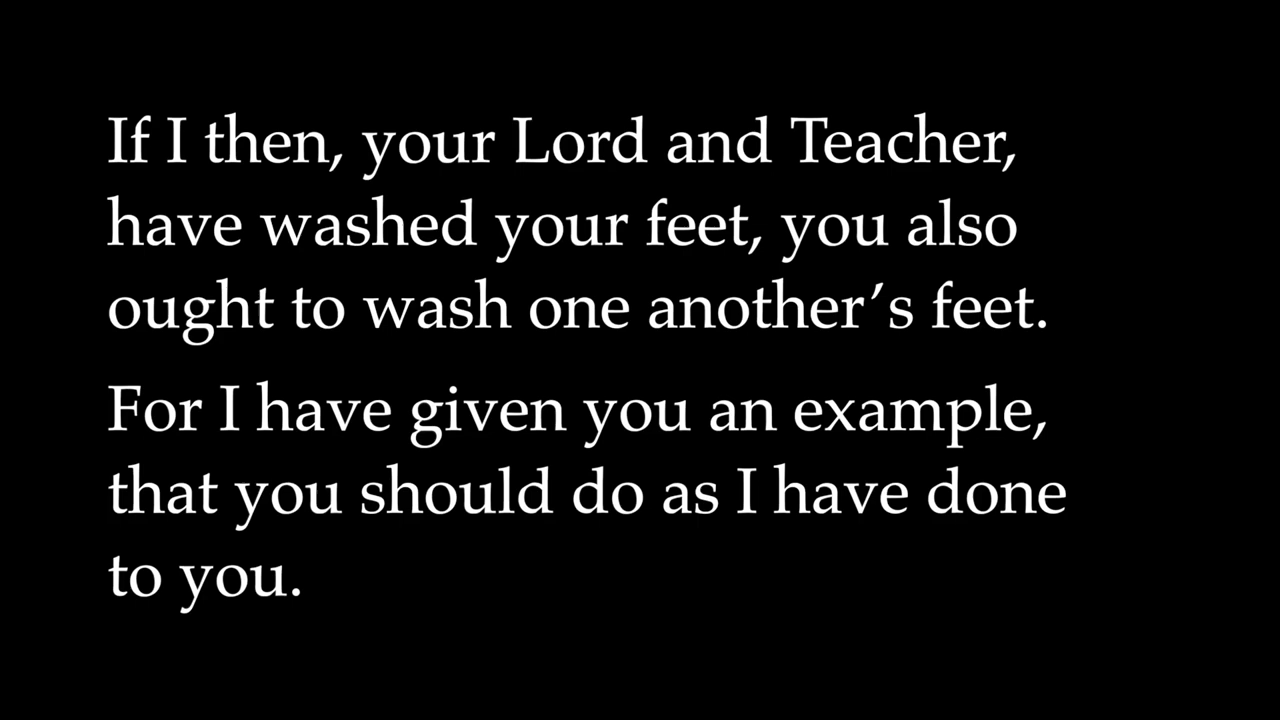 If I then, your Lord and Teacher,
have washed your feet, you also
ought to wash one another’s feet.
For I have given you an example,
that you should do as I have done
to you.